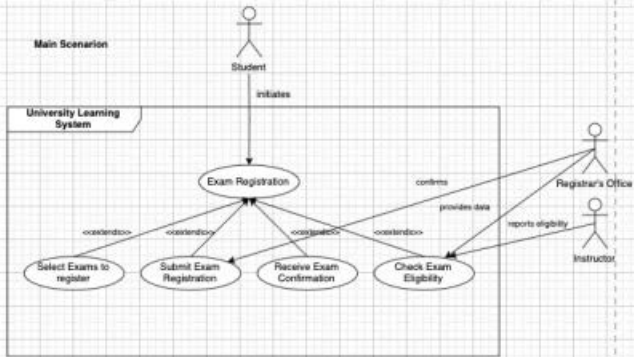 Main Scenarion
Student
initiates
University Learning
System
Exam Registration
confirms
Registrar's Office
provides data
reports eligibility
<<extends>>
<<extends>>
<<extends>>
<<extends>>
Instructor
Select Exams to
register
Submit Exam
Registration
Receive Exam
Confirmation
Check Exam
Eligibility